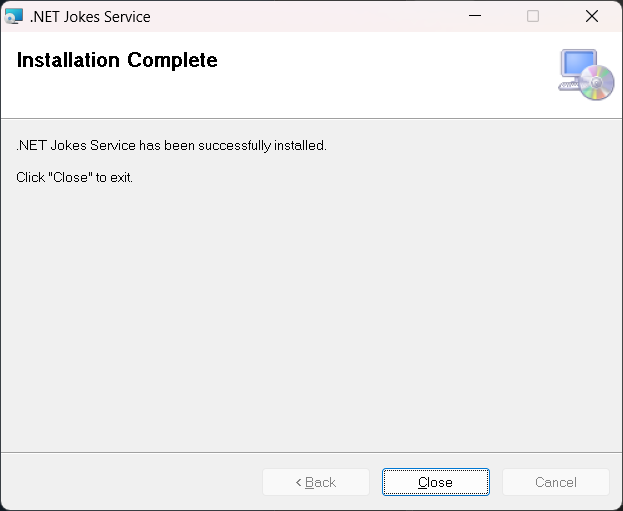 .NET Jokes Service
Installation Complete
.NET Jokes Service has been successfully installed.
Click "Close" to exit.
< Back
Close
Cancel